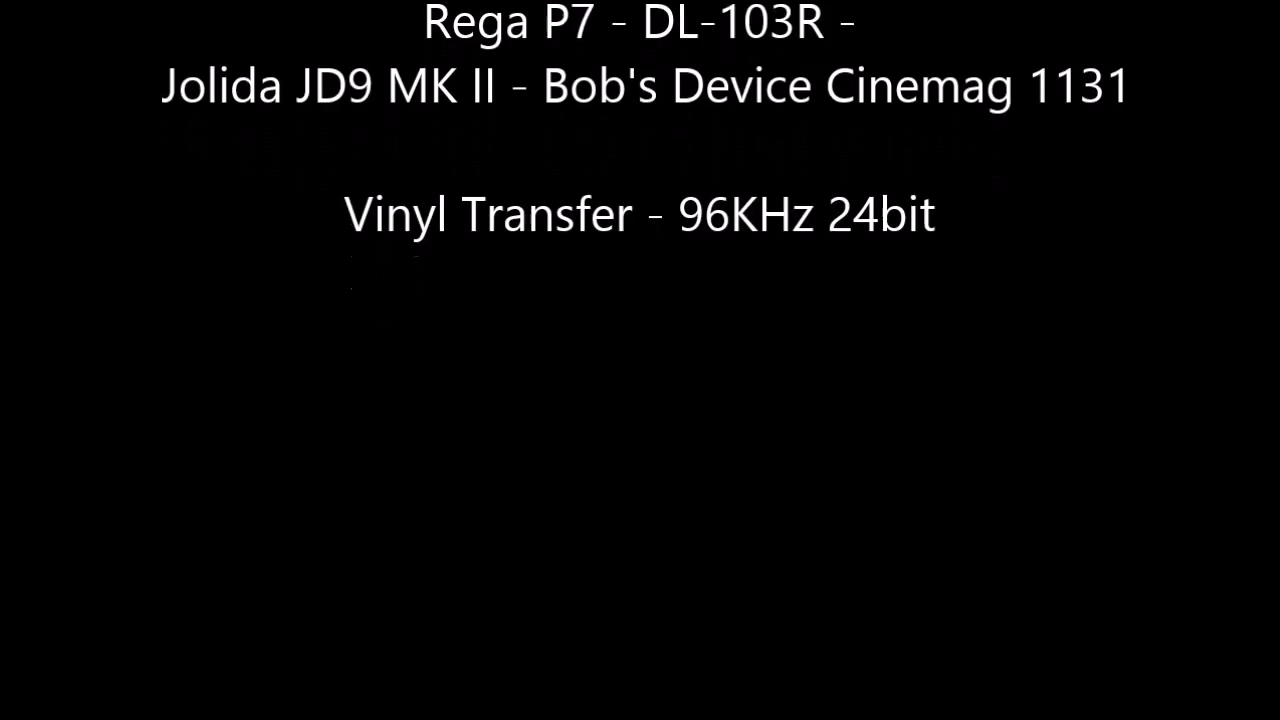 Rega P7 - DL-103R -
Jolida JD9 MK II - Bob's Device Cinemag 1131
Vinyl Transfer - 96KHz 24bit